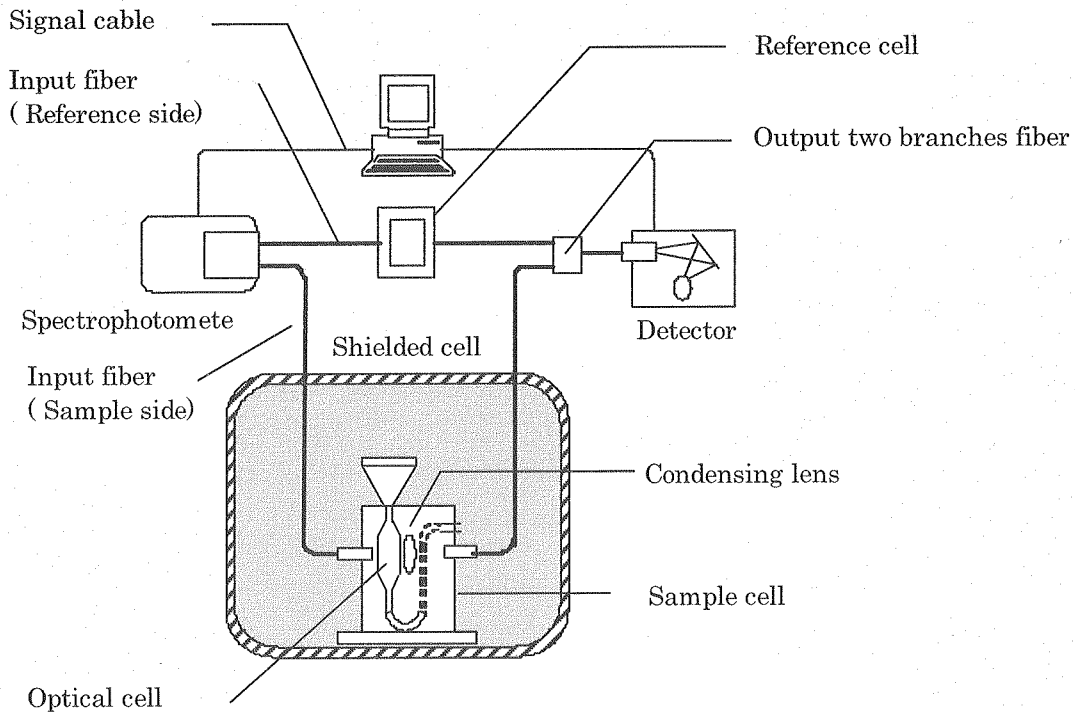 Signal cable
Reference cell
Input fiber
( Reference side)
Output two branches fiber
Spectrophotomete
Detector
Shielded cell
Input fiber
( Sample side)
Condensing lens
Sample cell
Optical cell